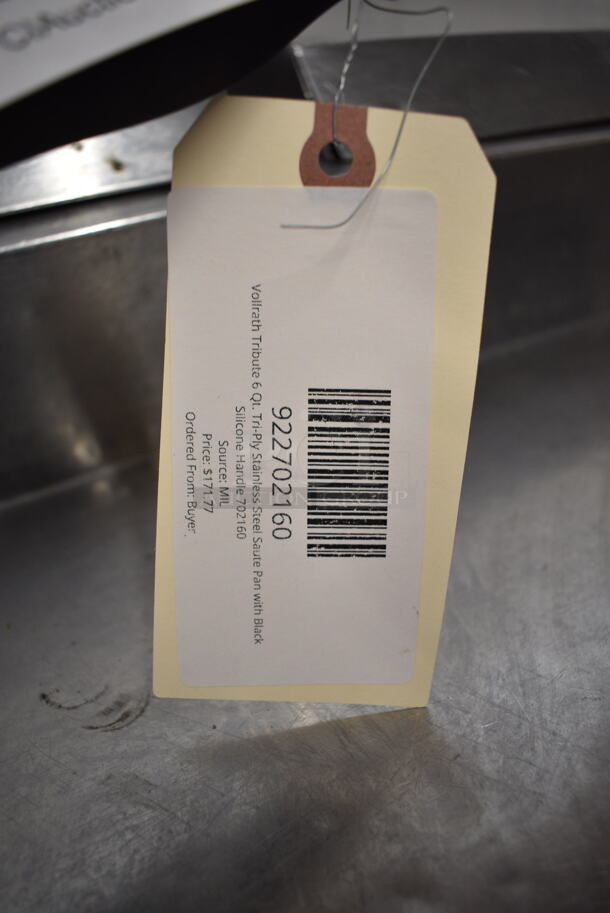 922702160
Vollrath Tribute 6 Qt. Tri-Ply Stainless Steel Saute Pan with Black
Silicone Handle 702160
Source: MIL
Price: $171.77
Ordered From: Buyer